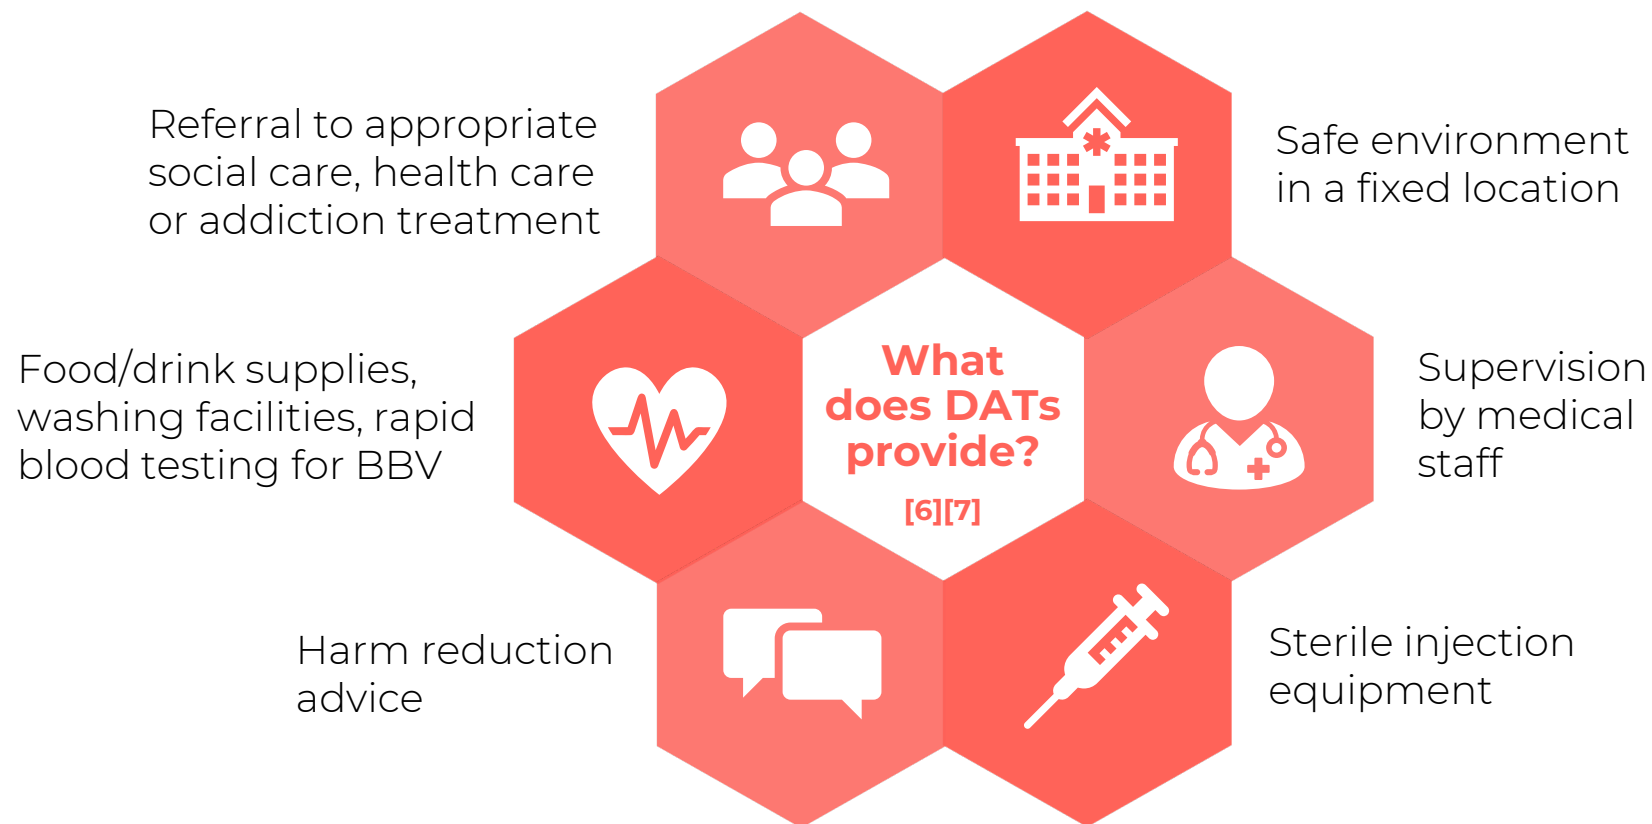 Referral to appropriate
social care, health care
or addiction treatment
Safe environment
in a fixed location
Food/drink supplies,
washing facilities, rapid
blood testing for BBV
What
does DATs
provide?
[6][7]
Supervision
by medical
staff
Harm reduction
advice
Sterile injection
equipment